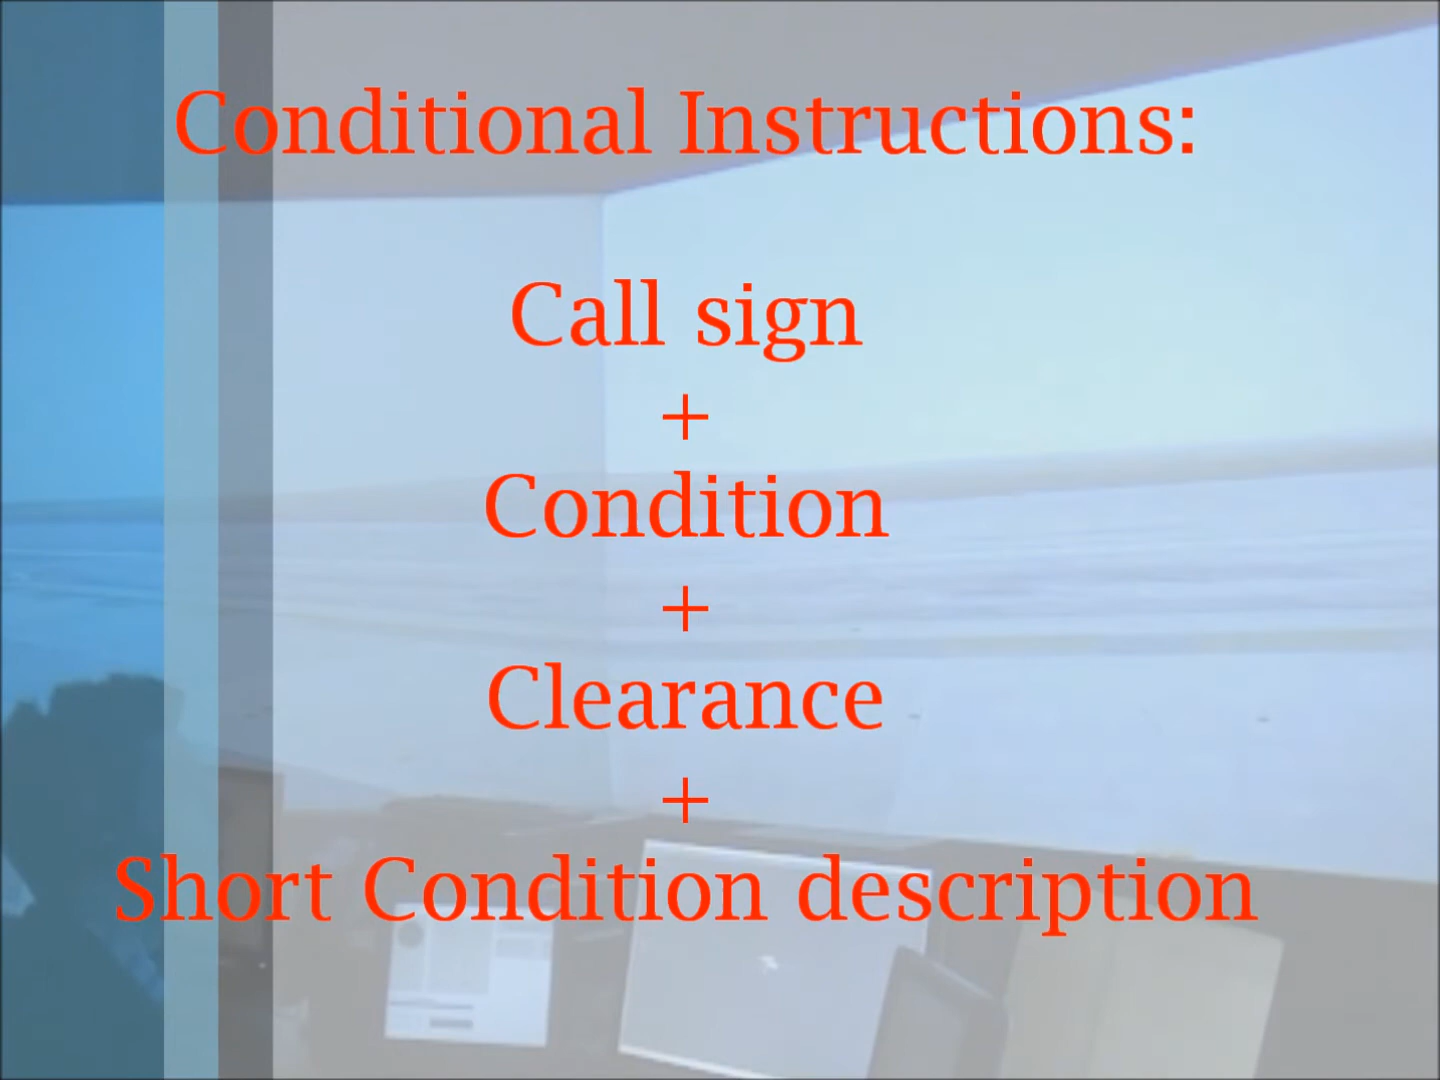 Conditional Instructions:
Call sign
+
Condition
+
Clearance
+
Short Condition description